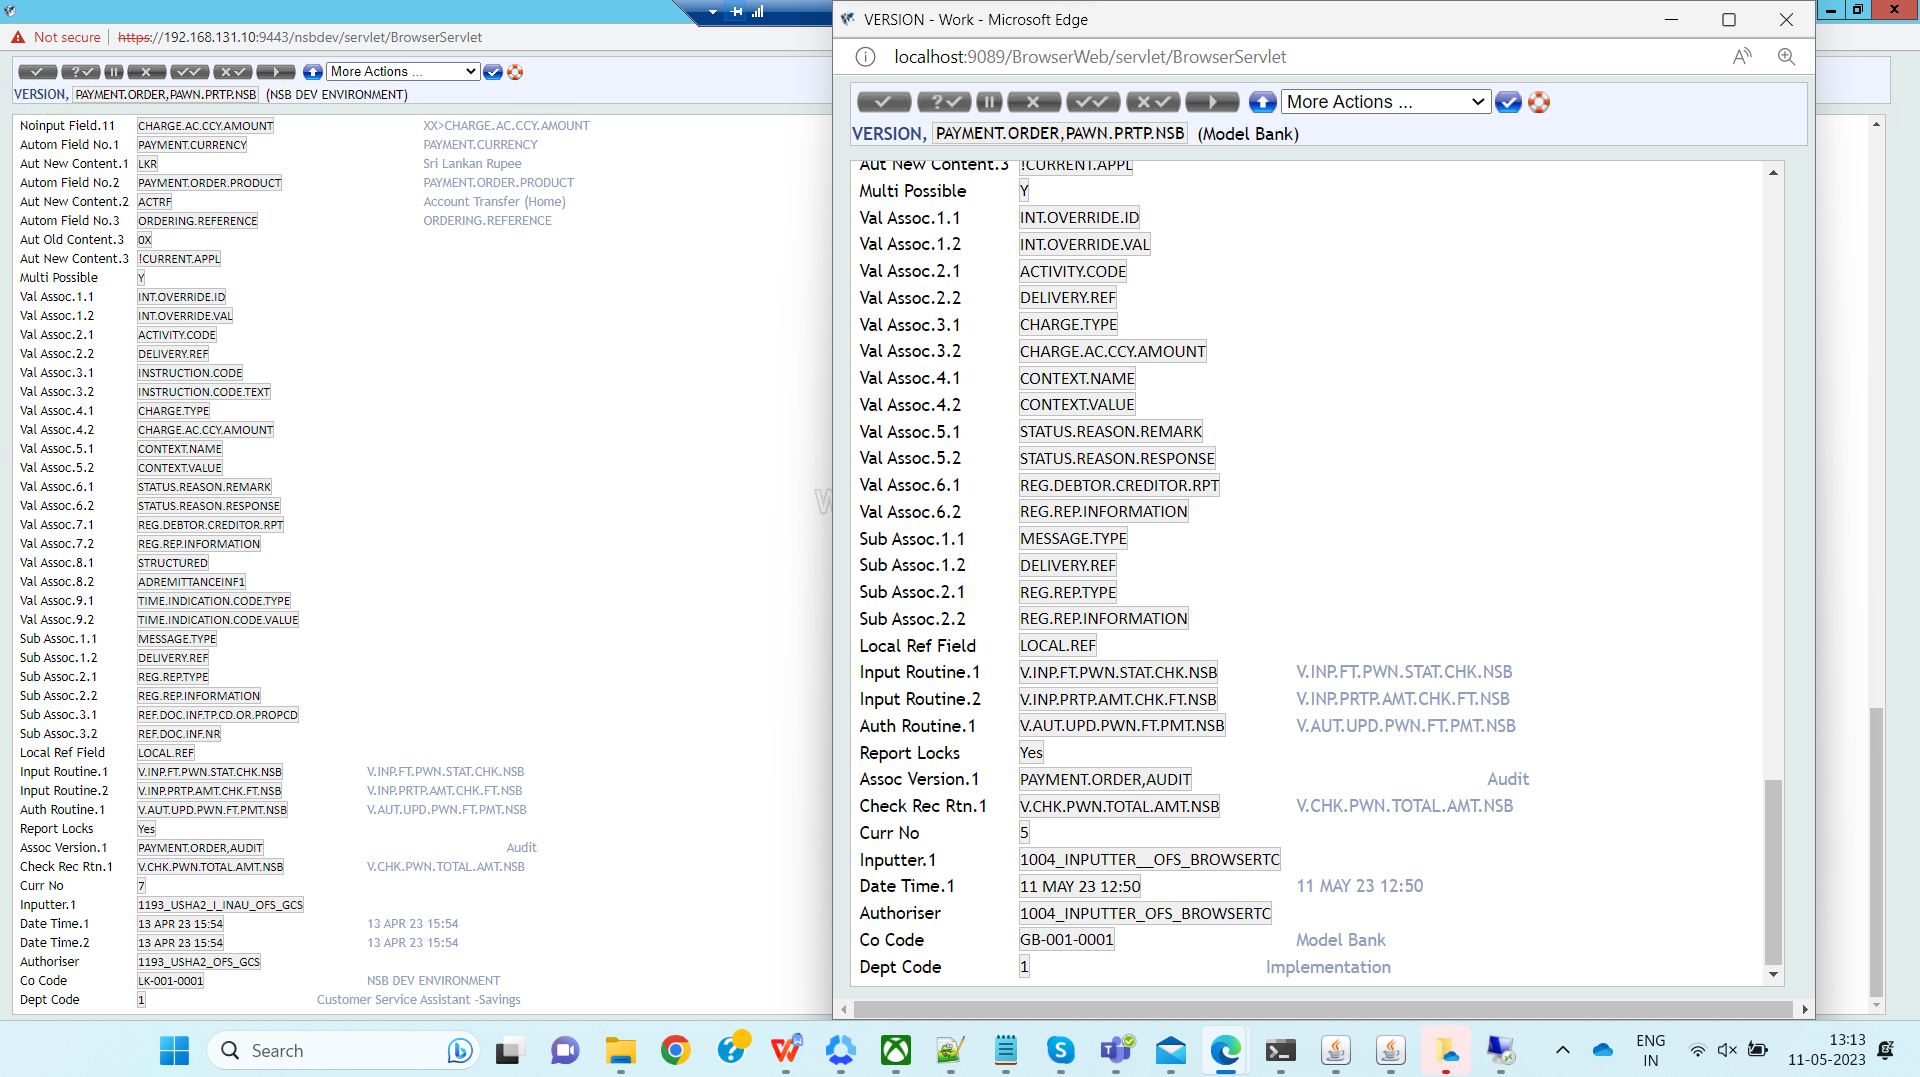 Not secure https://192.168.131.10:9443/nsbdev/servlet/BrowserServlet
More Actions ...
VERSION, PAYMENT.ORDER,PAWN.PRTP.NSB (NSB DEV ENVIRONMENT)
Noinput Field.11 CHARGE.AC.CCY.AMOUNT XX>CHARGE.AC.CCY.AMOUNT
Autom Field No.1 PAYMENT.CURRENCY PAYMENT.CURRENCY
Aut New Content.1 LKR Sri Lankan Rupee
Autom Field No.2 PAYMENT.ORDER.PRODUCT PAYMENT.ORDER.PRODUCT
Aut New Content.2 ACTRF Account Transfer (Home)
Autom Field No.3 ORDERING.REFERENCE ORDERING.REFERENCE
Aut Old Content.3 0X
Aut New Content.3 !CURRENT.APPL
Multi Possible Y
Val Assoc.1.1 INT.OVERRIDE.ID
Val Assoc.1.2 INT.OVERRIDE.VAL
Val Assoc.2.1 ACTIVITY.CODE
Val Assoc.2.2 DELIVERY.REF
Val Assoc.3.1 INSTRUCTION.CODE
Val Assoc.3.2 INSTRUCTION.CODE.TEXT
Val Assoc.4.1 CHARGE.TYPE
Val Assoc.4.2 CHARGE.AC.CCY.AMOUNT
Val Assoc.5.1 CONTEXT.NAME
Val Assoc.5.2 CONTEXT.VALUE
Val Assoc.6.1 STATUS.REASON.REMARK
Val Assoc.6.2 STATUS.REASON.RESPONSE
Val Assoc.7.1 REG.DEBTOR.CREDITOR.RPT
Val Assoc.7.2 REG.REP.INFORMATION
Val Assoc.8.1 STRUCTURED
Val Assoc.8.2 ADREMITTANCEINF1
Val Assoc.9.1 TIME.INDICATION.CODE.TYPE
Val Assoc.9.2 TIME.INDICATION.CODE.VALUE
Sub Assoc.1.1 MESSAGE.TYPE
Sub Assoc.1.2 DELIVERY.REF
Sub Assoc.2.1 REG.REP.TYPE
Sub Assoc.2.2 REG.REP.INFORMATION
Sub Assoc.3.1 REF.DOC.INF.TP.CD.OR.PROPCD
Sub Assoc.3.2 REF.DOC.INF.NR
Local Ref Field LOCAL.REF
Input Routine.1 V.INP.FT.PWN.STAT.CHK.NSB V.INP.FT.PWN.STAT.CHK.NSB
Input Routine.2 V.INP.PRTP.AMT.CHK.FT.NSB V.INP.PRTP.AMT.CHK.FT.NSB
Auth Routine.1 V.AUT.UPD.PWN.FT.PMT.NSB V.AUT.UPD.PWN.FT.PMT.NSB
Report Locks Yes
Assoc Version.1 PAYMENT.ORDER,AUDIT Audit
Check Rec Rtn.1 V.CHK.PWN.TOTAL.AMT.NSB V.CHK.PWN.TOTAL.AMT.NSB
Curr No 7
Inputter.1 1193_USHA2_I_INAU_OFS_GCS
Date Time.1 13 APR 23 15:54 13 APR 23 15:54
Date Time.2 13 APR 23 15:54 13 APR 23 15:54
Authoriser 1193_USHA2_OFS_GCS
Co Code LK-001-0001 NSB DEV ENVIRONMENT
Dept Code 1 Customer Service Assistant -Savings
W
VERSION - Work - Microsoft Edge
localhost:9089/BrowserWeb/servlet/BrowserServlet
More Actions ...
VERSION, PAYMENT.ORDER,PAWN.PRTP.NSB (Model Bank)
Aut New Content.3 !CURRENT.APPL
Multi Possible Y
Val Assoc.1.1 INT.OVERRIDE.ID
Val Assoc.1.2 INT.OVERRIDE.VAL
Val Assoc.2.1 ACTIVITY.CODE
Val Assoc.2.2 DELIVERY.REF
Val Assoc.3.1 CHARGE.TYPE
Val Assoc.3.2 CHARGE.AC.CCY.AMOUNT
Val Assoc.4.1 CONTEXT.NAME
Val Assoc.4.2 CONTEXT.VALUE
Val Assoc.5.1 STATUS.REASON.REMARK
Val Assoc.5.2 STATUS.REASON.RESPONSE
Val Assoc.6.1 REG.DEBTOR.CREDITOR.RPT
Val Assoc.6.2 REG.REP.INFORMATION
Sub Assoc.1.1 MESSAGE.TYPE
Sub Assoc.1.2 DELIVERY.REF
Sub Assoc.2.1 REG.REP.TYPE
Sub Assoc.2.2 REG.REP.INFORMATION
Local Ref Field LOCAL.REF
Input Routine.1 V.INP.FT.PWN.STAT.CHK.NSB V.INP.FT.PWN.STAT.CHK.NSB
Input Routine.2 V.INP.PRTP.AMT.CHK.FT.NSB V.INP.PRTP.AMT.CHK.FT.NSB
Auth Routine.1 V.AUT.UPD.PWN.FT.PMT.NSB V.AUT.UPD.PWN.FT.PMT.NSB
Report Locks Yes
Assoc Version.1 PAYMENT.ORDER,AUDIT Audit
Check Rec Rtn.1 V.CHK.PWN.TOTAL.AMT.NSB V.CHK.PWN.TOTAL.AMT.NSB
Curr No 5
Inputter.1 1004_INPUTTER__OFS_BROWSERTC
Date Time.1 11 MAY 23 12:50 11 MAY 23 12:50
Authoriser 1004_INPUTTER_OFS_BROWSERTC
Co Code GB-001-0001 Model Bank
Dept Code 1 Implementation
Search
ENG
IN
13:13
11-05-2023